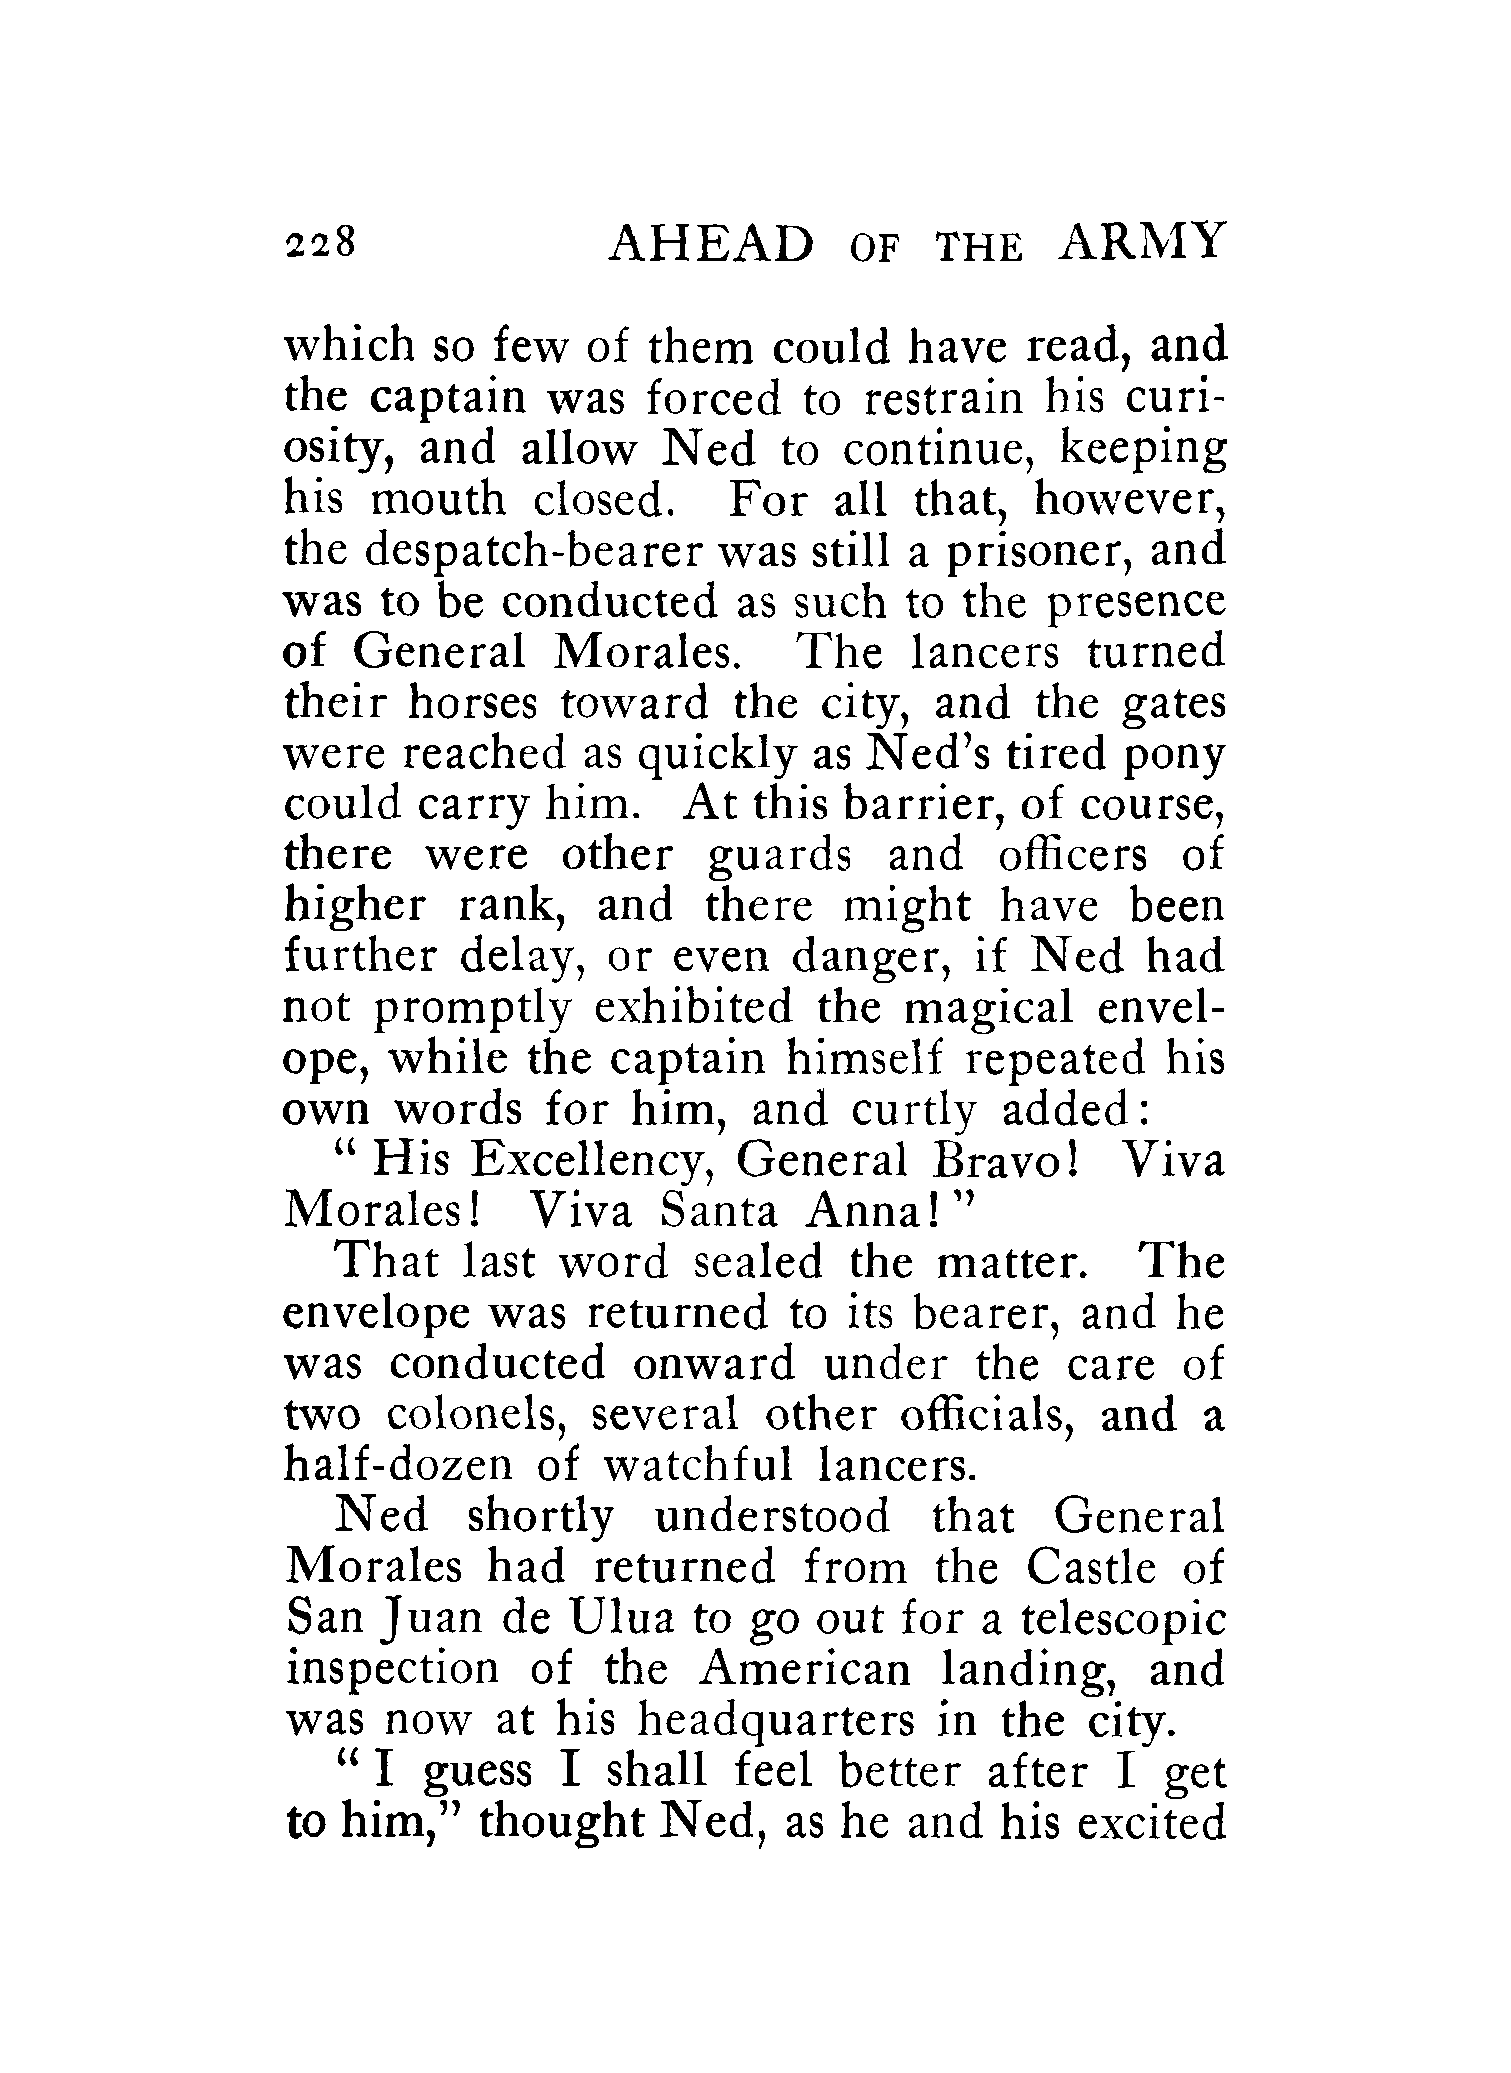 228 AHEAD OF THE ARMY
which so few of them could have read, and
the captain was forced to restrain his curi-
osity, and allow Ned to continue, keeping
his mouth closed. For all that, however,
the despatch-bearer was still a prisoner, and
was to be conducted as such to the presence
of General Morales. The lancers turned
their horses toward the city, and the gates
were reached as quickly as Ned's tired pony
could carry him. At this barrier, of course,
there were other guards and officers of
higher rank, and there might have been
further delay, or even danger, if Ned had
not promptly exhibited the magical envel-
ope, while the captain himself repeated his
own words for him, and curtly added:
“ His Excellency, General Bravo! Viva
Morales! Viva Santa Anna! ”
That last word sealed the matter. The
envelope was returned to its bearer, and he
was conducted onward under the care of
two colonels, several other officials, and a
half-dozen of watchful lancers.
Ned shortly understood that General
Morales had returned from the Castle of
San Juan de Ulua to go out for a telescopic
inspection of the American landing, and
was now at his headquarters in the city.
“ I guess I shall feel better after I get
to him,” thought Ned, as he and his excited